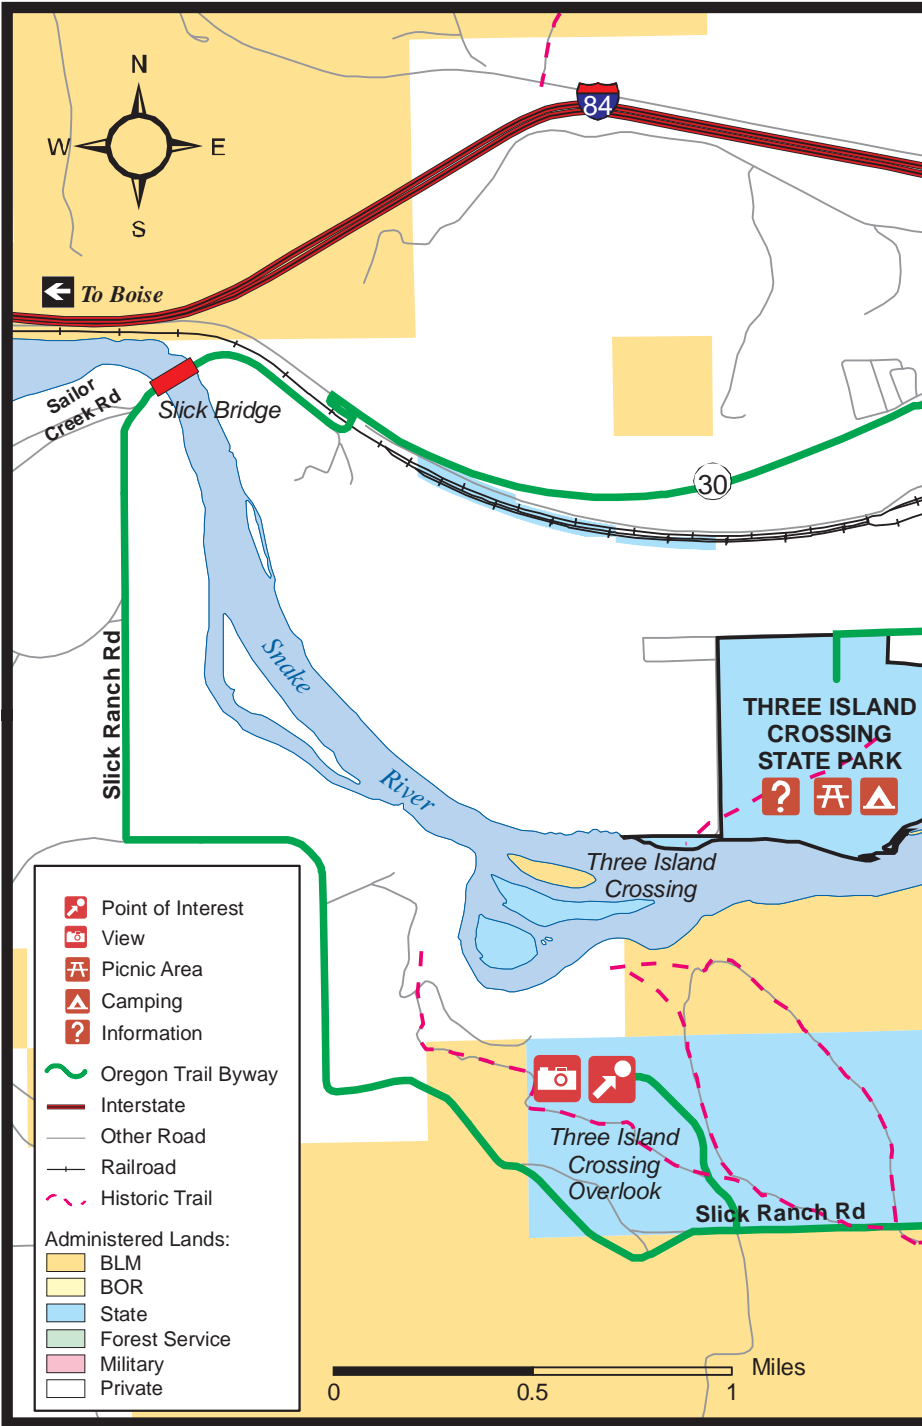 N
W
E
S
84
To Boise
Sailor
Creek Rd
Slick Bridge
30
Slick Ranch Rd
Snake
River
THREE ISLAND
CROSSING
STATE PARK
?
Three Island
Crossing
Point of Interest
View
Picnic Area
Camping
? Information
Oregon Trail Byway
Interstate
Other Road
Railroad
Historic Trail
Administered Lands:
BLM
BOR
State
Forest Service
Military
Private
Three Island
Crossing
Overlook
Slick Ranch Rd
Miles
0 0.5 1